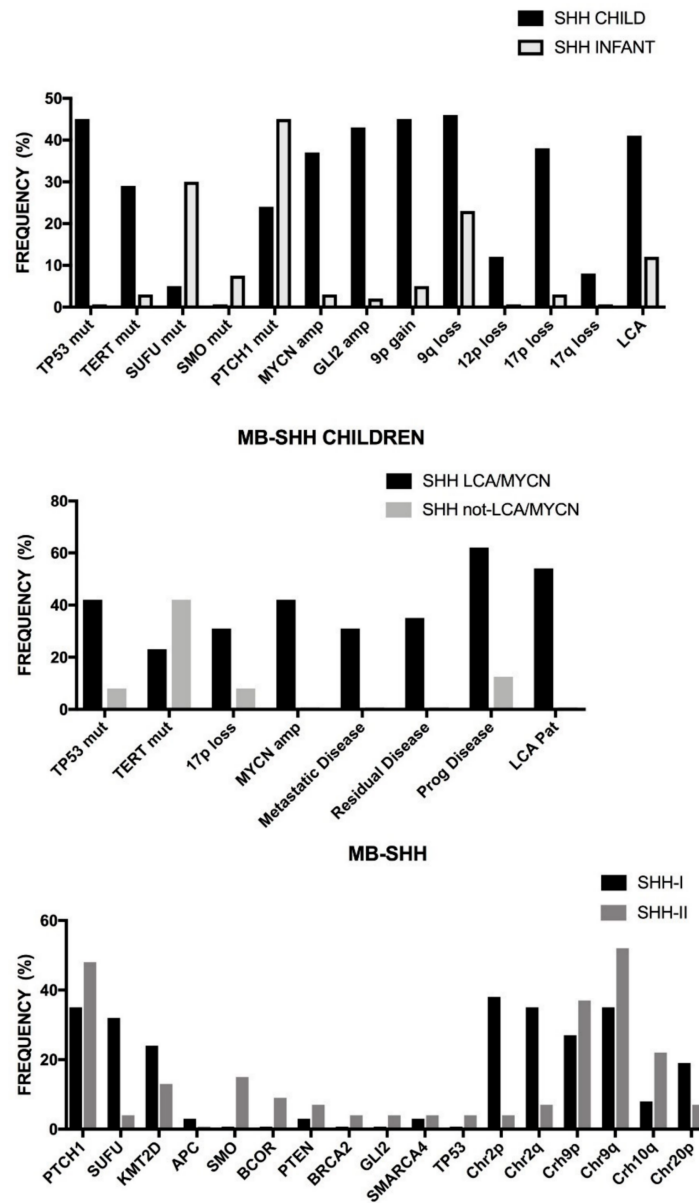 SHH CHILD
SHH INFANT
FREQUENCY (%)
50
40
30
20
10
0
TP53 mut
TERT mut
SUFU mut
SMO mut
PTCH1 mut
MYCN amp
GLI2 amp
9p gain
9q loss
12p loss
17p loss
17q loss
LCA
MB-SHH CHILDREN
SHH LCA/MYCN
SHH not-LCA/MYCN
FREQUENCY (%)
80
60
40
20
0
TP53 mut
TERT mut
17p loss
MYCN amp
Metastatic Disease
Residual Disease
Prog Disease
LCA Pat
MB-SHH
SHH-I
SHH-II
FREQUENCY (%)
60
40
20
0
PTCH1
SUFU
KMT2D
APC
SMO
BCOR
PTEN
BRCA2
GLI2
SMARCA4
TP53
Chr2p
Chr2q
Crh9p
Chr9q
Crh10q
Chr20p